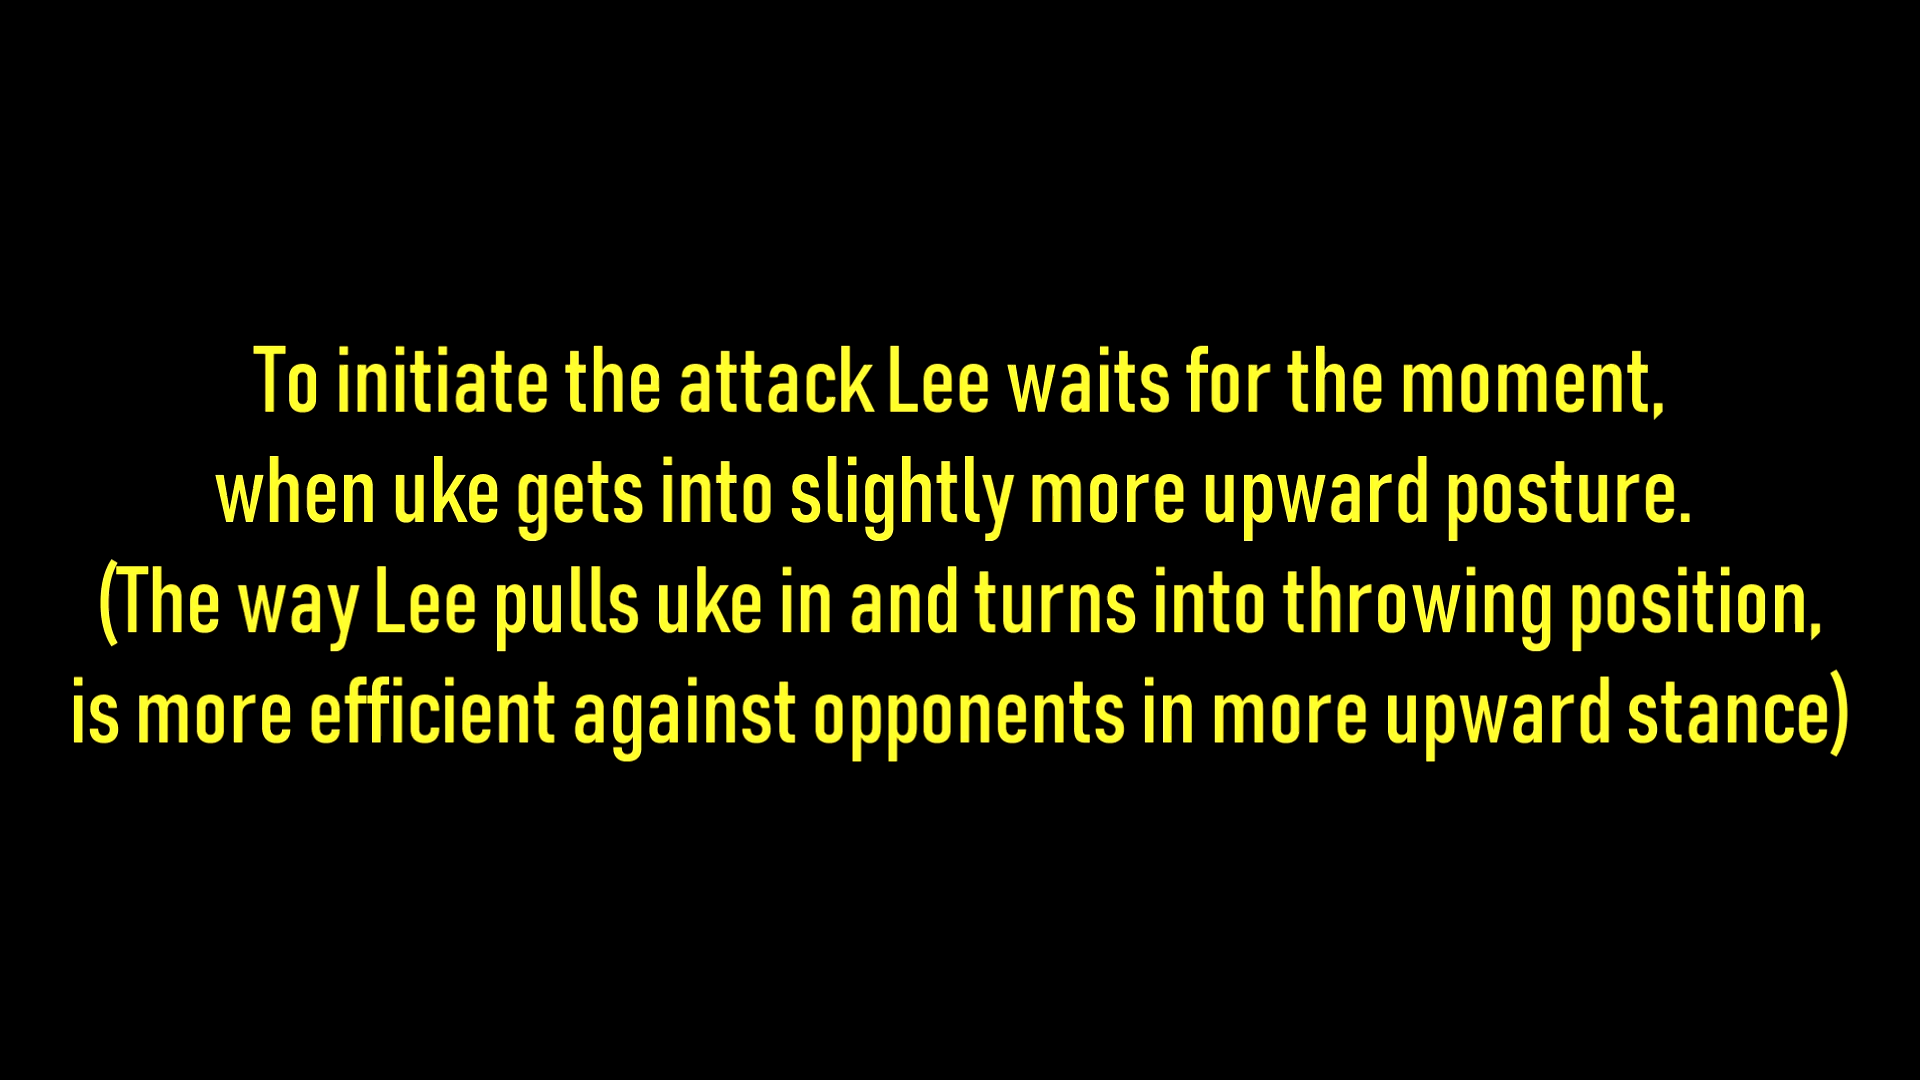 To initiate the attack Lee waits for the moment,
when uke gets into slightly more upward posture.
(The way Lee pulls uke in and turns into throwing position,
is more efficient against opponents in more upward stance)